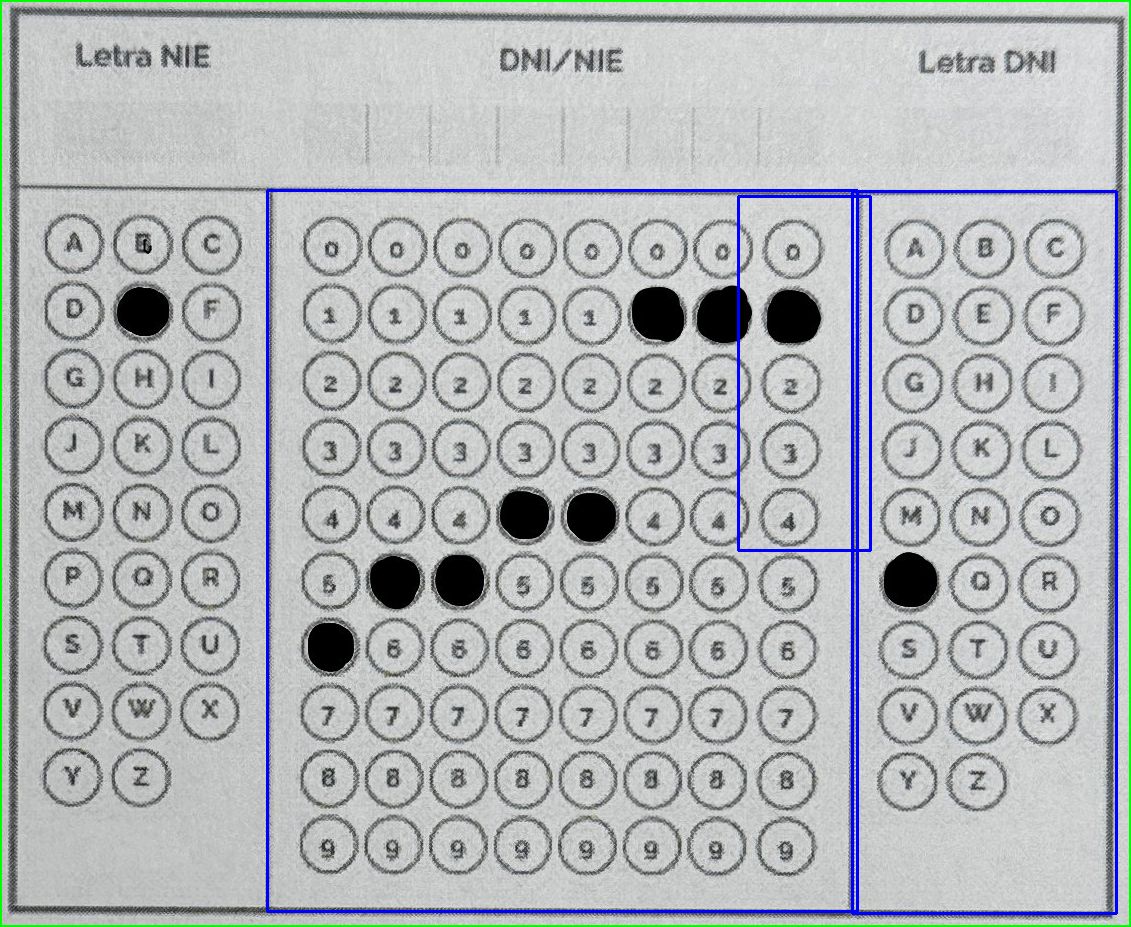 Letra NIE
A B C
D F
G H I
J K L
M N O
P Q R
S T U
V W X
Y Z
DNI/NIE
0 0 0 0 0 0 0 0
1 1 1 1 1
2 2 2 2 2 2 2 2
3 3 3 3 3 3 3 3
4 4 4 4 4 4
5 5 5 5 5 5
6 6 6 6 6 6 6
7 7 7 7 7 7 7 7
8 8 8 8 8 8 8 8
9 9 9 9 9 9 9 9
Letra DNI
A B C
D E F
G H I
J K L
M N O
Q R
S T U
V W X
Y Z